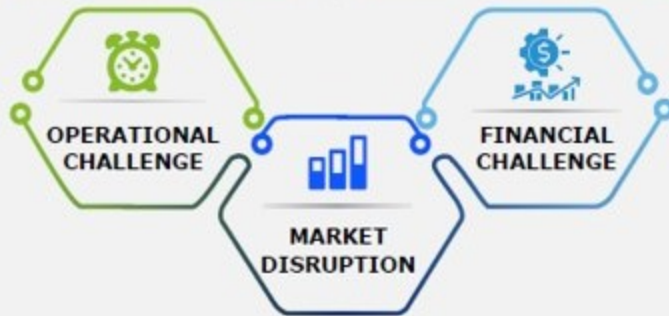 OPERATIONAL
CHALLENGE
MARKET
DISRUPTION
FINANCIAL
CHALLENGE